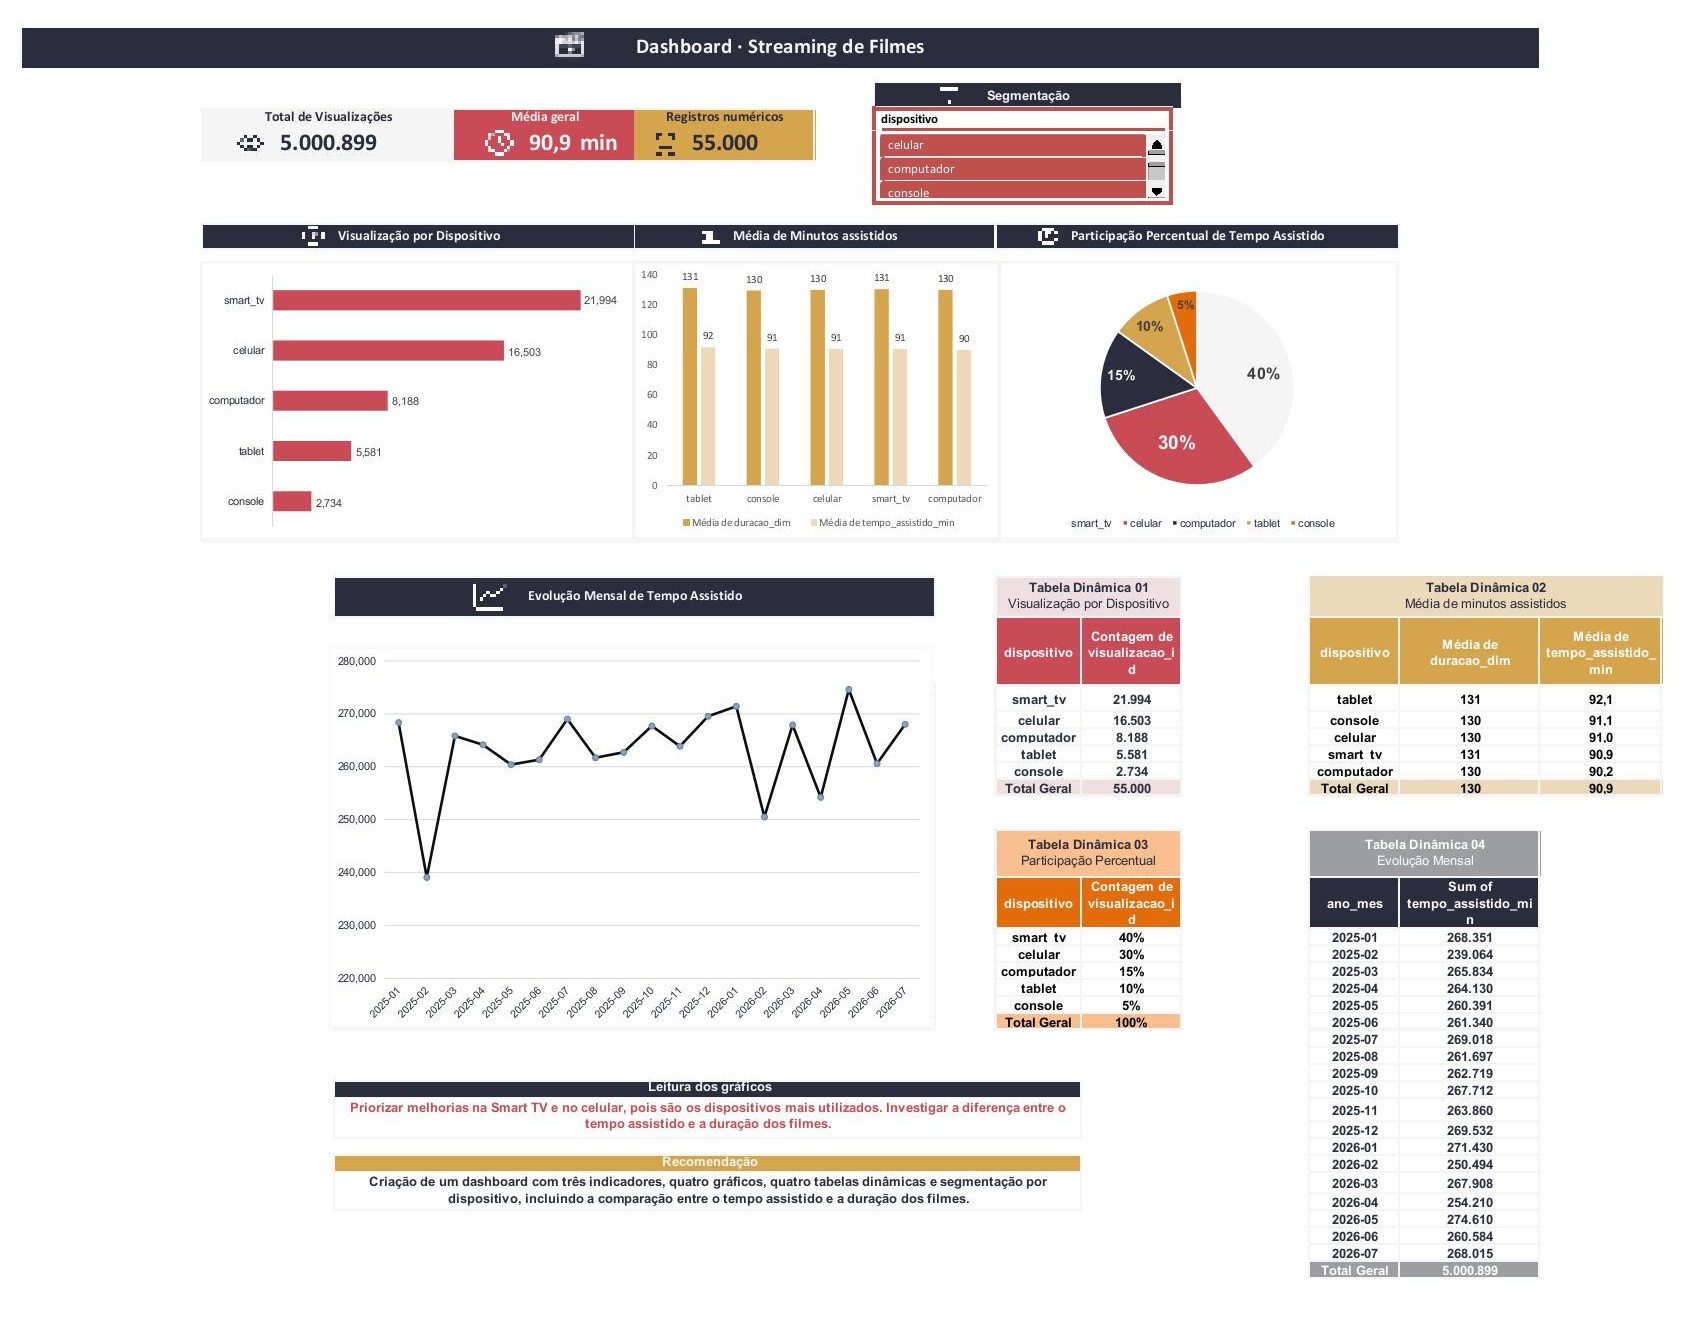 Dashboard · Streaming de Filmes
Total de Visualizações
5.000.899
Média geral
90,9 min
Registros numéricos
55.000
Segmentação
dispositivo
celular
computador
console
Visualização por Dispositivo
smart_tv 21,994
celular 16,503
computador 8,188
tablet 5,581
console 2,734
Média de Minutos assistidos
140
120
100
80
60
40
20
0
131 92
130 91
130 91
131 91
130 90
tablet console celular smart_tv computador
Média de duracao_dim Média de tempo_assistido_min
Participação Percentual de Tempo Assistido
5%
10%
15%
40%
30%
smart_tv celular computador tablet console
Evolução Mensal de Tempo Assistido
280,000
270,000
260,000
250,000
240,000
230,000
220,000
2025-01 2025-02 2025-03 2025-04 2025-05 2025-06 2025-07 2025-08 2025-09 2025-10 2025-11 2025-12 2026-01 2026-02 2026-03 2026-04 2026-05 2026-06 2026-07
Tabela Dinâmica 01
Visualização por Dispositivo
dispositivo
Contagem de
visualizacao_i
d
smart_tv 21.994
celular 16.503
computador 8.188
tablet 5.581
console 2.734
Total Geral 55.000
Tabela Dinâmica 02
Média de minutos assistidos
dispositivo
Média de
duracao_dim
Média de
tempo_assistido_
min
tablet 131 92,1
console 130 91,1
celular 130 91,0
smart_tv 131 90,9
computador 130 90,2
Total Geral 130 90,9
Tabela Dinâmica 03
Participação Percentual
dispositivo
Contagem de
visualizacao_i
d
smart_tv 40%
celular 30%
computador 15%
tablet 10%
console 5%
Total Geral 100%
Tabela Dinâmica 04
Evolução Mensal
ano_mes
Sum of
tempo_assistido_mi
n
2025-01 268.351
2025-02 239.064
2025-03 265.834
2025-04 264.130
2025-05 260.391
2025-06 261.340
2025-07 269.018
2025-08 261.697
2025-09 262.719
2025-10 267.712
2025-11 263.860
2025-12 269.532
2026-01 271.430
2026-02 250.494
2026-03 267.908
2026-04 254.210
2026-05 274.610
2026-06 260.584
2026-07 268.015
Total Geral 5.000.899
Leitura dos gráficos
Priorizar melhorias na Smart TV e no celular, pois são os dispositivos mais utilizados. Investigar a diferença entre o
tempo assistido e a duração dos filmes.
Recomendação
Criação de um dashboard com três indicadores, quatro gráficos, quatro tabelas dinâmicas e segmentação por
dispositivo, incluindo a comparação entre o tempo assistido e a duração dos filmes.